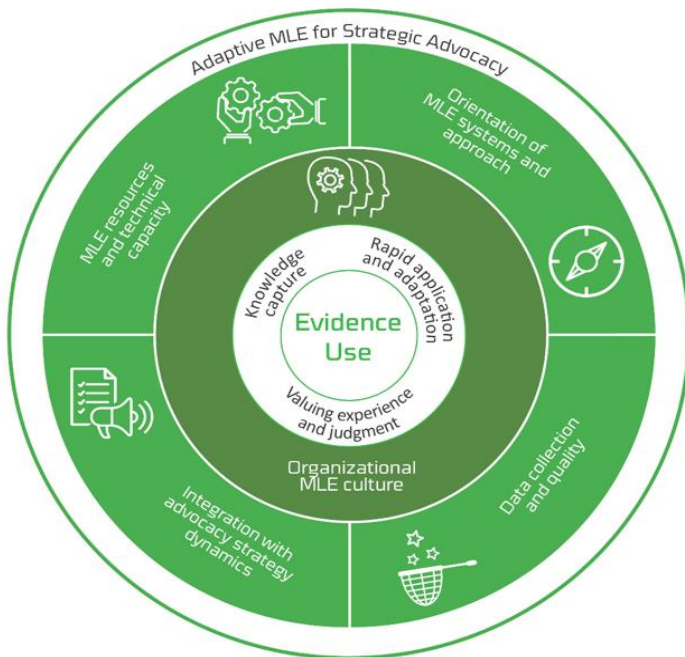 Adaptive MLE for Strategic Advocacy
MLE resources
and technical
capacity
Orientation of
MLE systems and
approach
Knowledge
capture
Rapid application
and adaptation
Evidence
Use
Valuing experience
and judgment
Organizational
MLE culture
Integration with
advocacy strategy
dynamics
Data collection
and quality